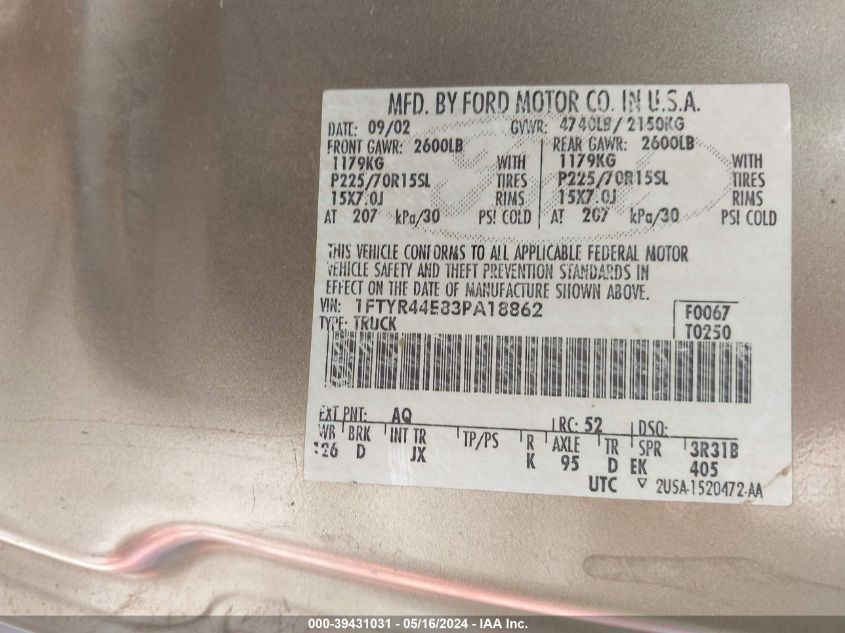 MFD. BY FORD MOTOR CO. IN U.S.A.
DATE: 09/02 GVWR: 4740LB/2150KG
FRONT GAWR: 2600LB REAR GAWR: 2600LB
1179KG WITH 1179KG WITH
P225/70R15SL TIRES P225/70R15SL TIRES
15X7.0J RIMS 15X7.0J RIMS
AT 207 kPa/30 PSI COLD AT 207 kPa/30 PSI COLD
THIS VEHICLE CONFORMS TO ALL APPLICABLE FEDERAL MOTOR
VEHICLE SAFETY AND THEFT PREVENTION STANDARDS IN
EFFECT ON THE DATE OF MANUFACTURE SHOWN ABOVE.
VIN: 1FTYR44E83PA18862 F0067
TYPE: TRUCK T0250
EXT PNT: AQ RC: 52 DSO:
WB BRK INT TR TP/PS R AXLE TR SPR 3R31B
126 D JX K 95 D EK 405
UTC ▽ 2USA-1520472-AA
000-39431031 - 05/16/2024 - IAA Inc.